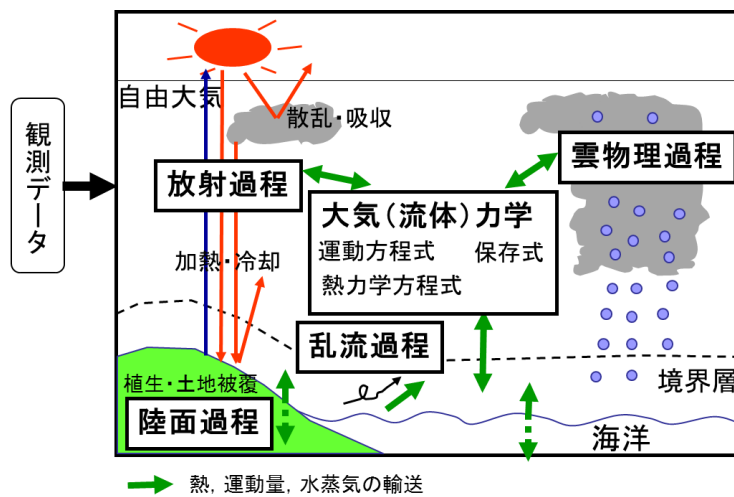 自由大気
観測データ
散乱・吸収
雲物理過程
放射過程
大気(流体)力学
運動方程式 保存式
熱力学方程式
加熱・冷却
乱流過程
境界層
植生・土地被覆
陸面過程
海洋
熱, 運動量, 水蒸気の輸送